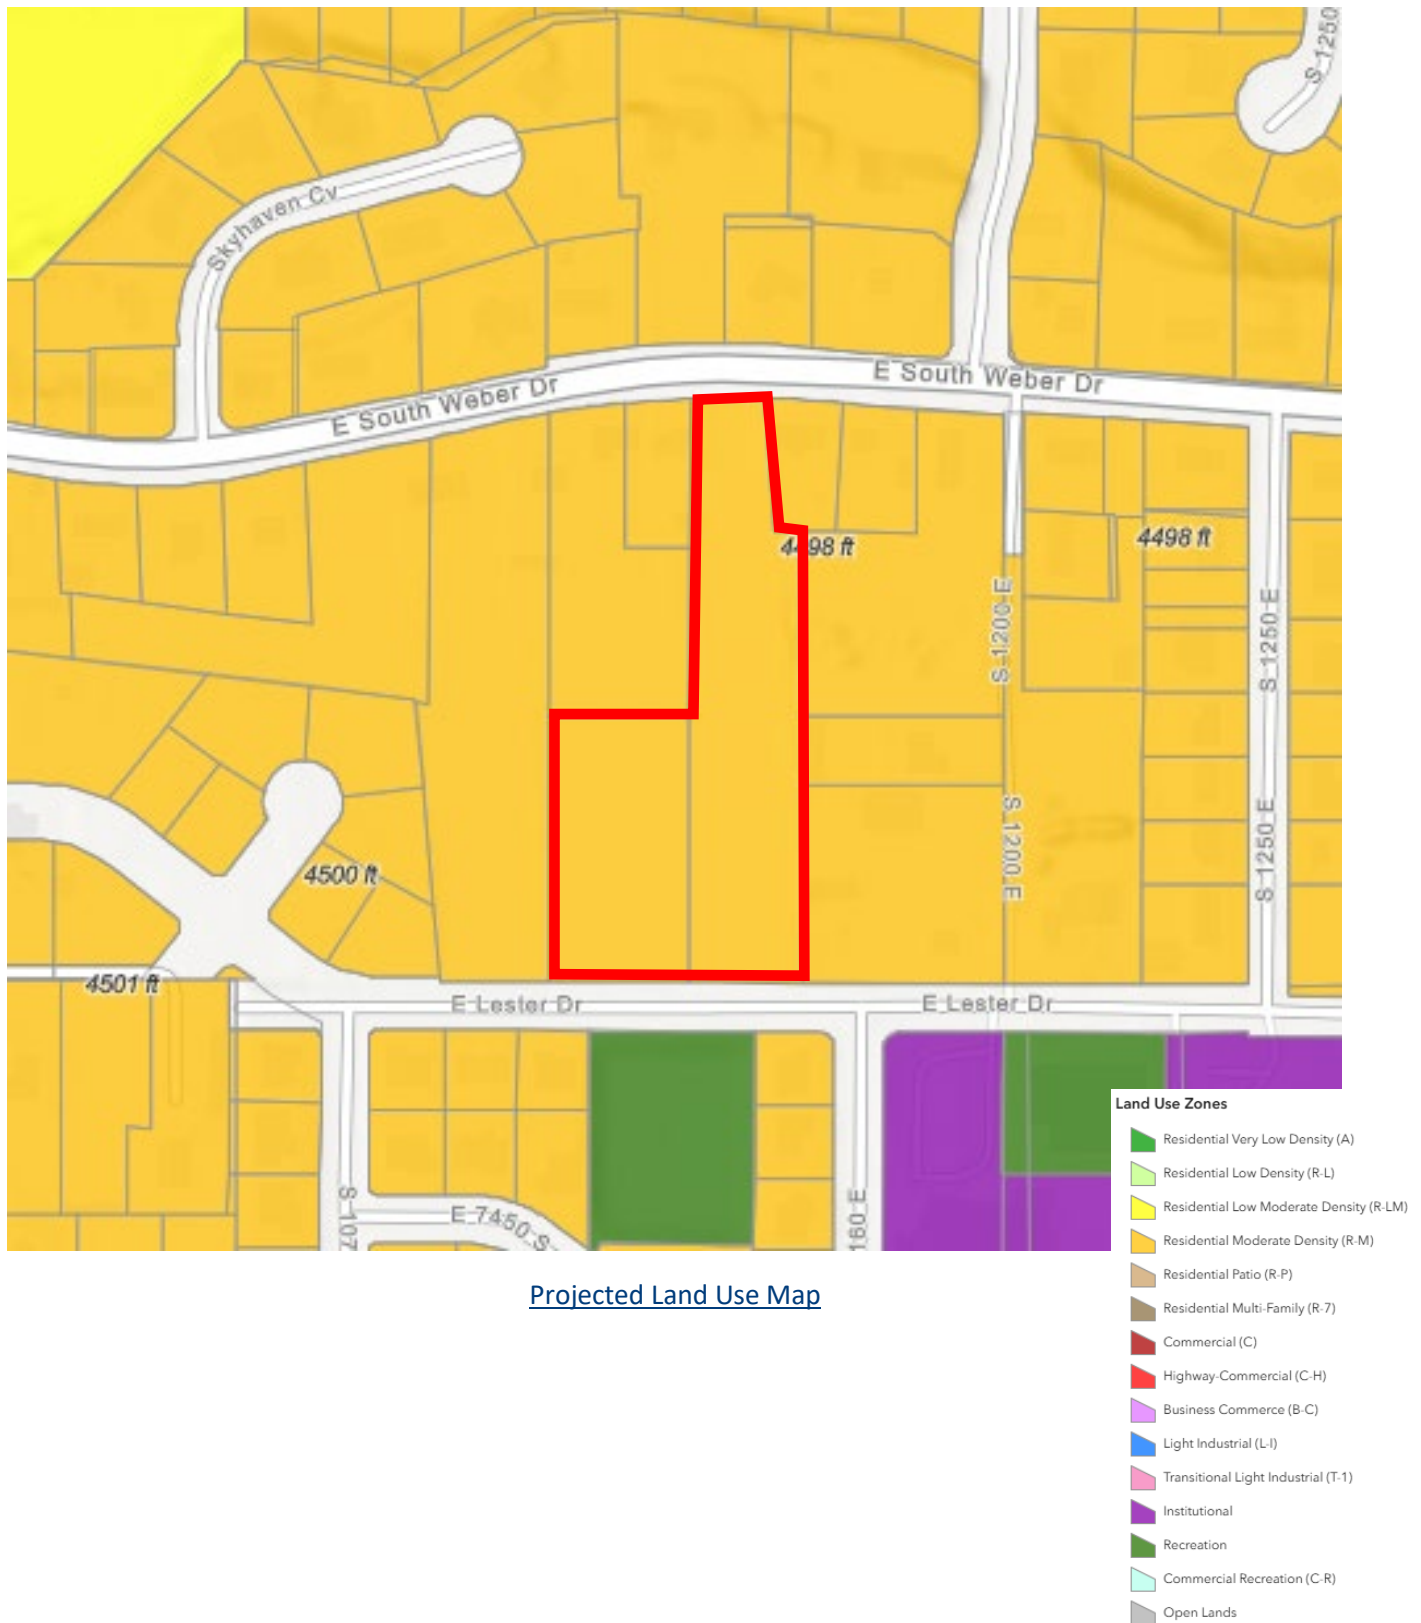 S 1250
Skyhaven Cv
E South Weber Dr
E South Weber Dr
4498 ft
4498 ft
S 1200 E
S 1250 E
S 1200 E
S 1250 E
4500 ft
4501 ft
E Lester Dr
E Lester Dr
S 107
E 7450 S
160 E
Land Use Zones
Residential Very Low Density (A)
Residential Low Density (R-L)
Residential Low Moderate Density (R-LM)
Residential Moderate Density (R-M)
Residential Patio (R-P)
Residential Multi-Family (R-7)
Commercial (C)
Highway-Commercial (C-H)
Business Commerce (B-C)
Light Industrial (L-I)
Transitional Light Industrial (T-1)
Institutional
Recreation
Commercial Recreation (C-R)
Open Lands
Projected Land Use Map